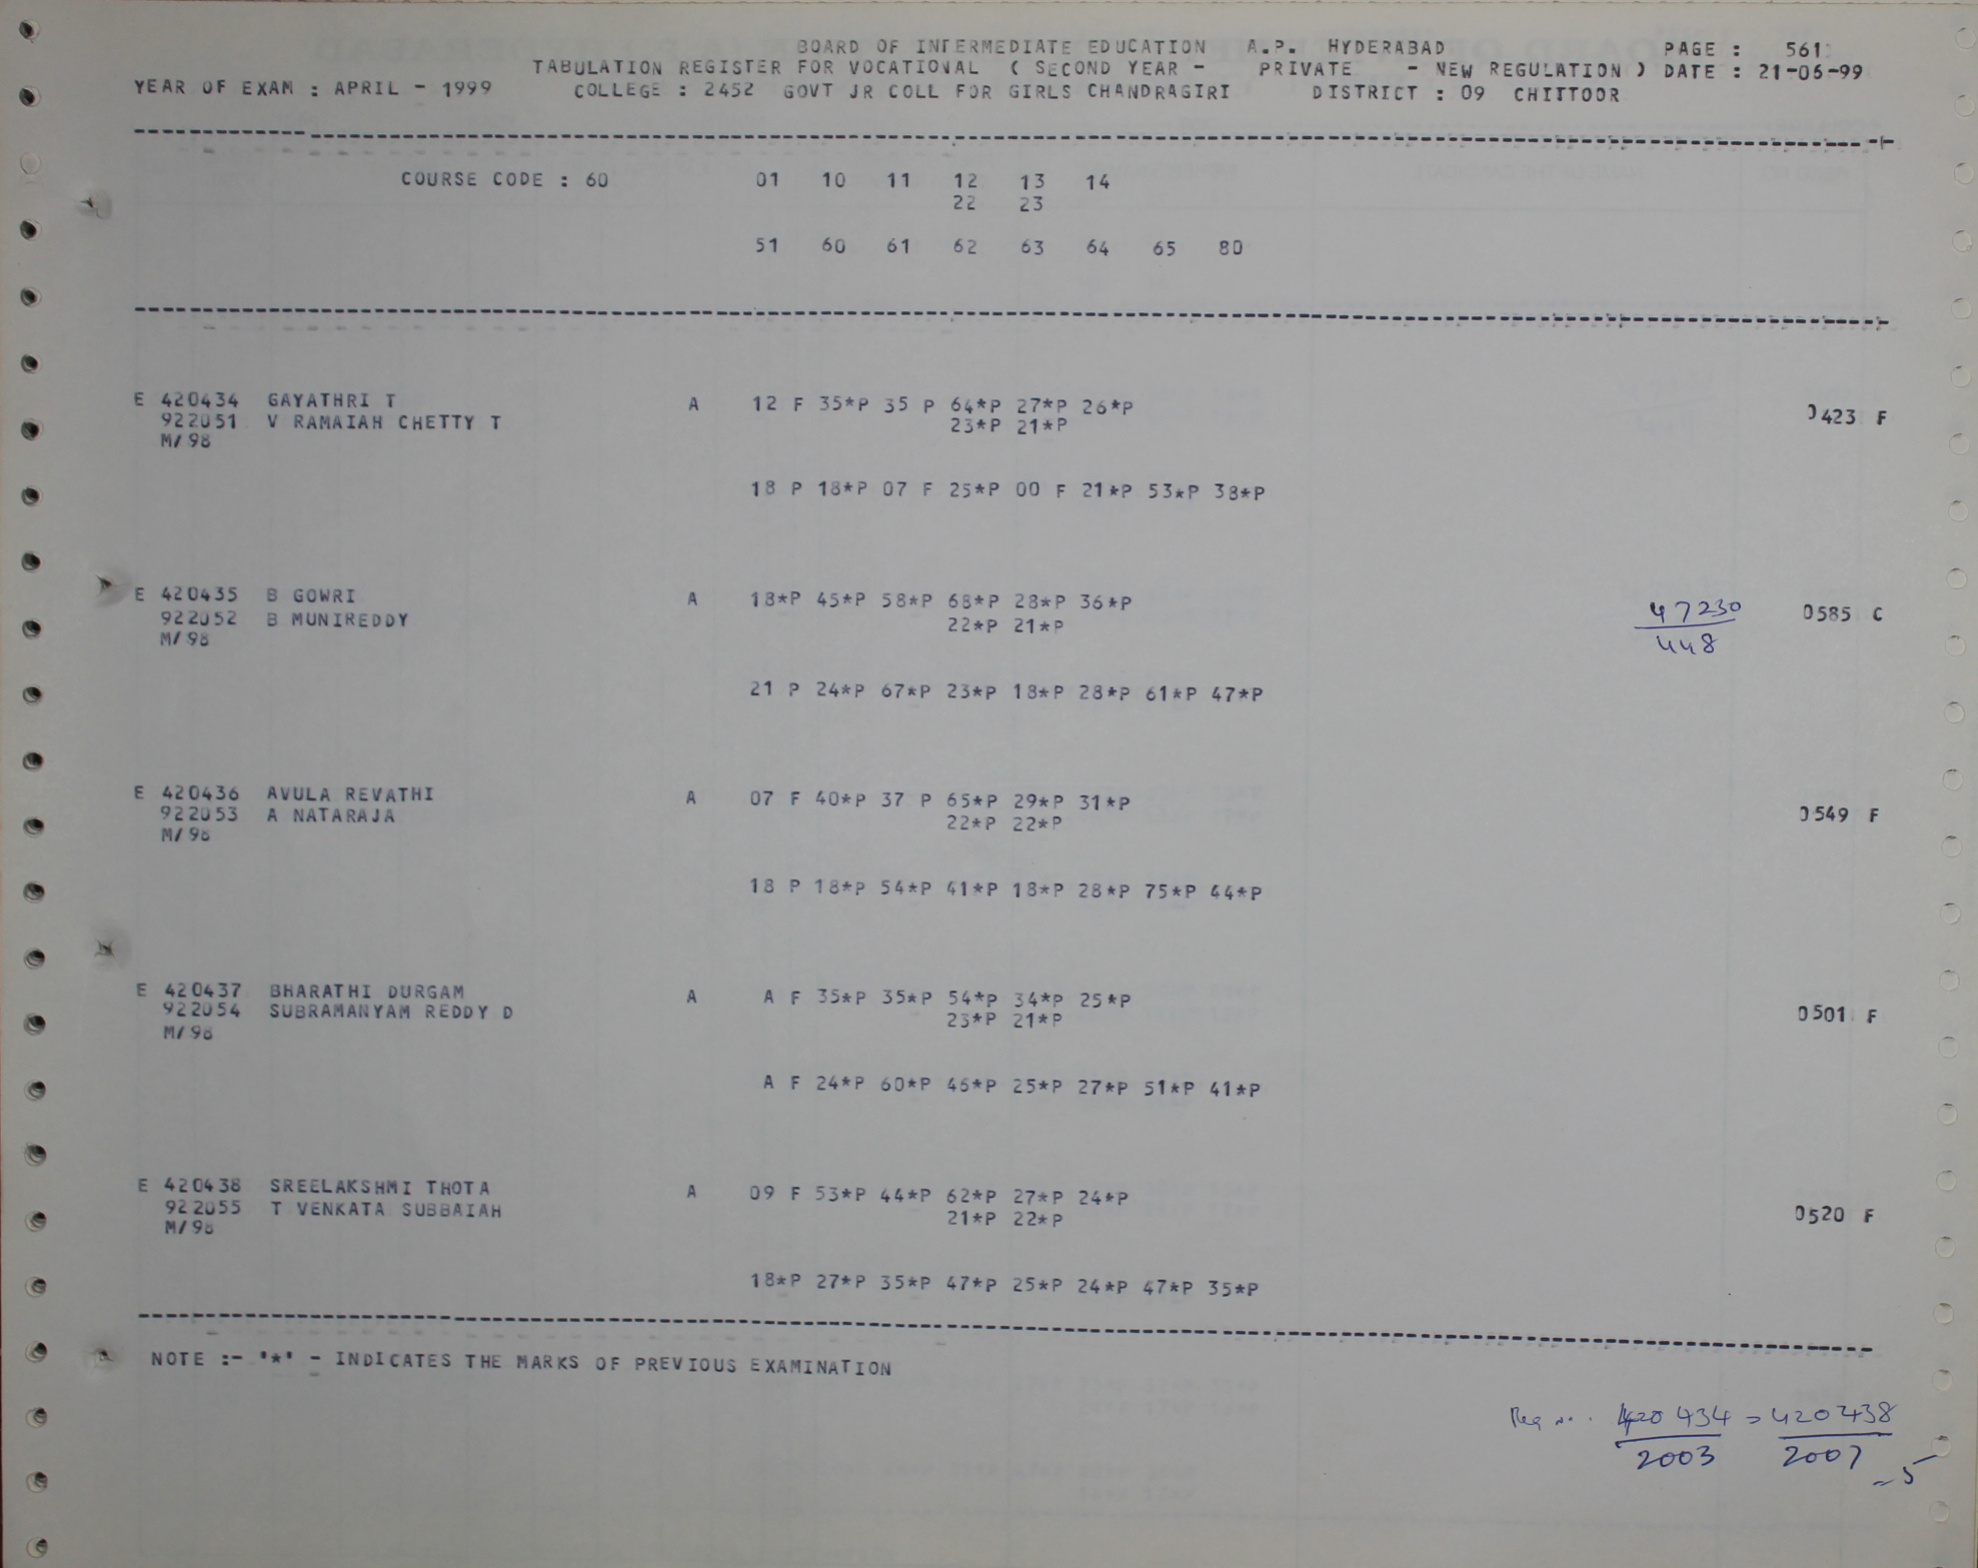 BOARD OF INTERMEDIATE EDUCATION A.P. HYDERABAD PAGE : 561
TABULATION REGISTER FOR VOCATIONAL ( SECOND YEAR - PRIVATE - NEW REGULATION ) DATE : 21-06-99
YEAR OF EXAM : APRIL - 1999 COLLEGE : 2452 GOVT JR COLL FOR GIRLS CHANDRAGIRI DISTRICT : 09 CHITTOOR
COURSE CODE : 60 01 10 11 12 13 14
22 23
51 60 61 62 63 64 65 80
E 420434 GAYATHRI T A 12 F 35*P 35 P 64*P 27*P 26*P 0423 F
922051 V RAMAIAH CHETTY T 23*P 21*P
M/98
18 P 18*P 07 F 25*P 00 F 21*P 53*P 38*P
E 420435 B GOWRI A 18*P 45*P 58*P 68*P 28*P 36*P 47230 0585 C
922052 B MUNIREDDY 22*P 21*P 448
M/98
21 P 24*P 67*P 23*P 18*P 28*P 61*P 47*P
E 420436 AVULA REVATHI A 07 F 40*P 37 P 65*P 29*P 31*P 0549 F
922053 A NATARAJA 22*P 22*P
M/98
18 P 18*P 54*P 41*P 18*P 28*P 75*P 44*P
E 420437 BHARATHI DURGAM A A F 35*P 35*P 54*P 34*P 25*P 0501 F
922054 SUBRAMANYAM REDDY D 23*P 21*P
M/98
A F 24*P 60*P 46*P 25*P 27*P 51*P 41*P
E 420438 SREELAKSHMI THOTA A 09 F 53*P 44*P 62*P 27*P 24*P 0520 F
922055 T VENKATA SUBBAIAH 21*P 22*P
M/98
18*P 27*P 35*P 47*P 25*P 24*P 47*P 35*P
NOTE :- '*' - INDICATES THE MARKS OF PREVIOUS EXAMINATION
Reg no. 420434 = 420438
2003 2007 = 5